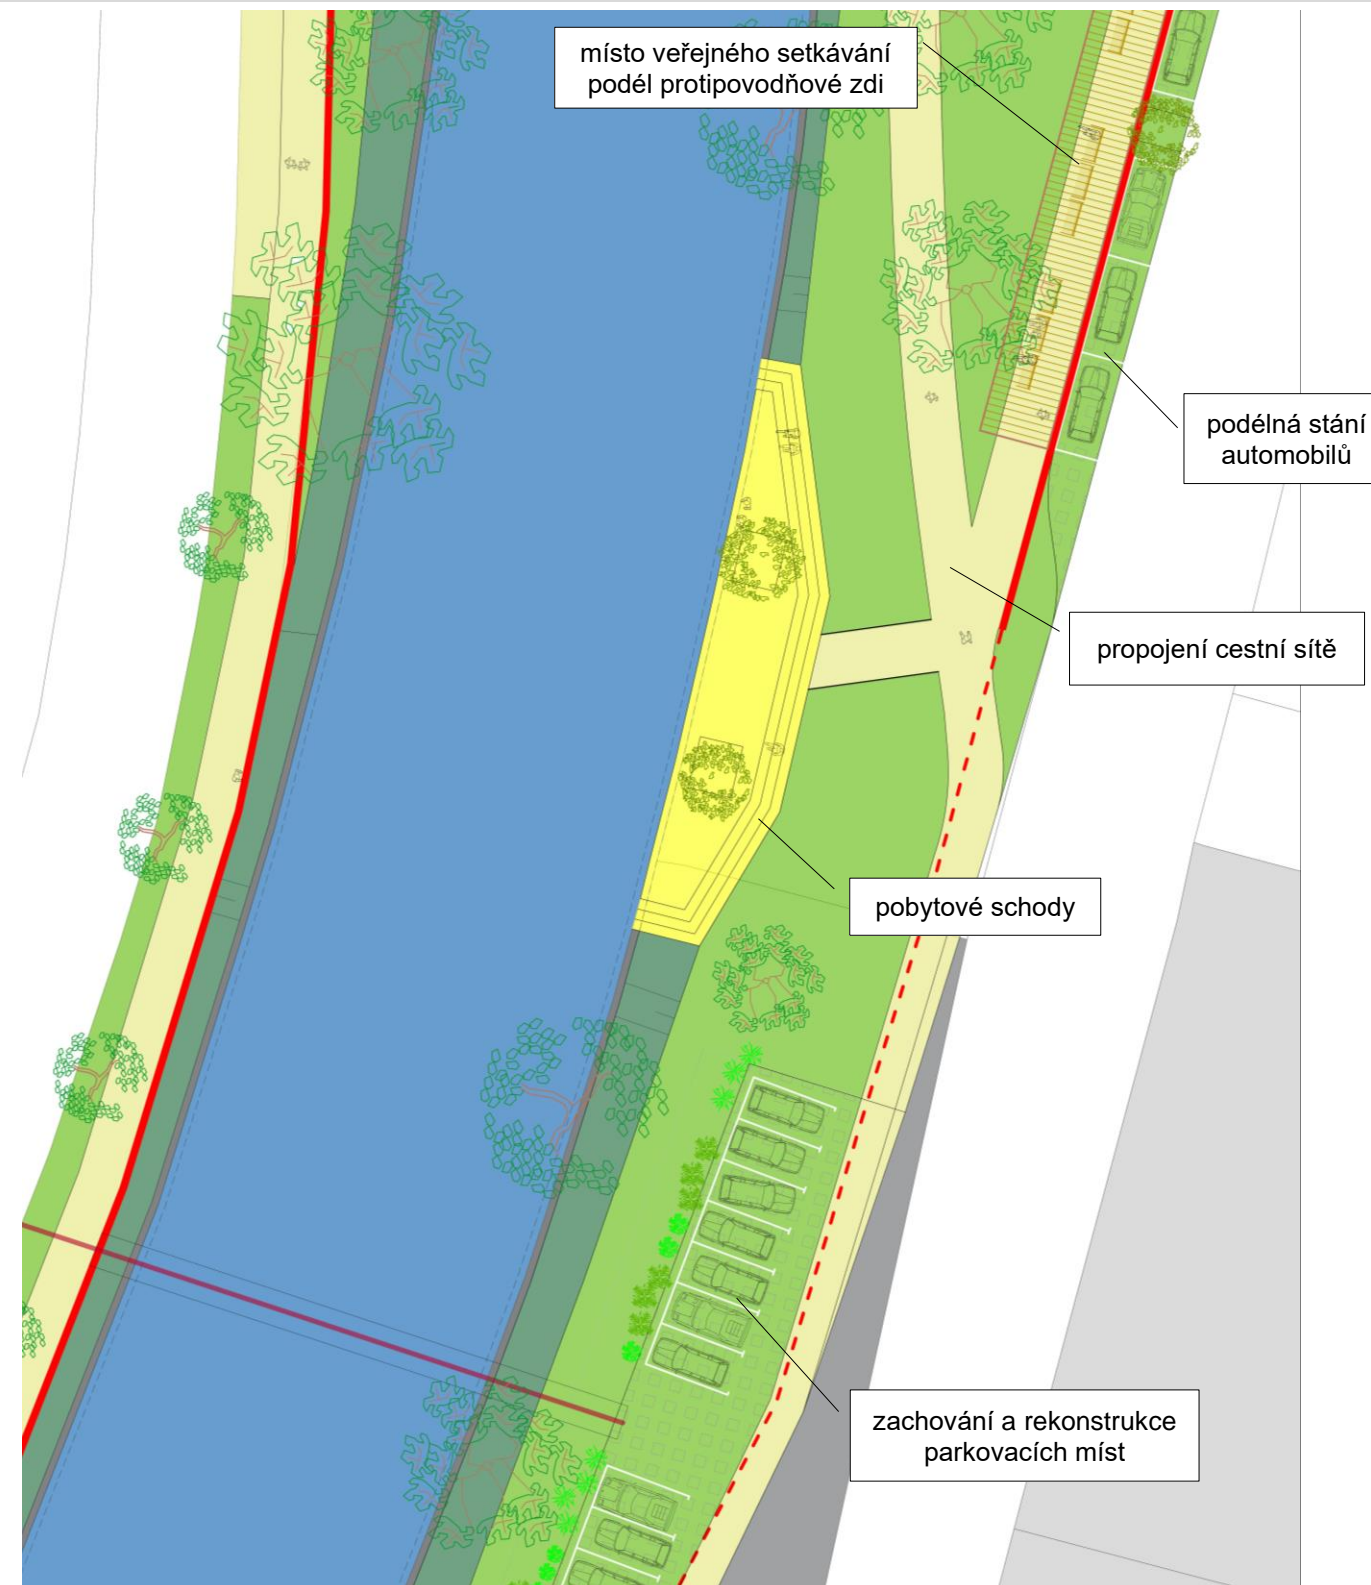 místo veřejného setkávání
podél protipovodňové zdi
podélná stání
automobilů
propojení cestní sítě
pobytové schody
zachování a rekonstrukce
parkovacích míst